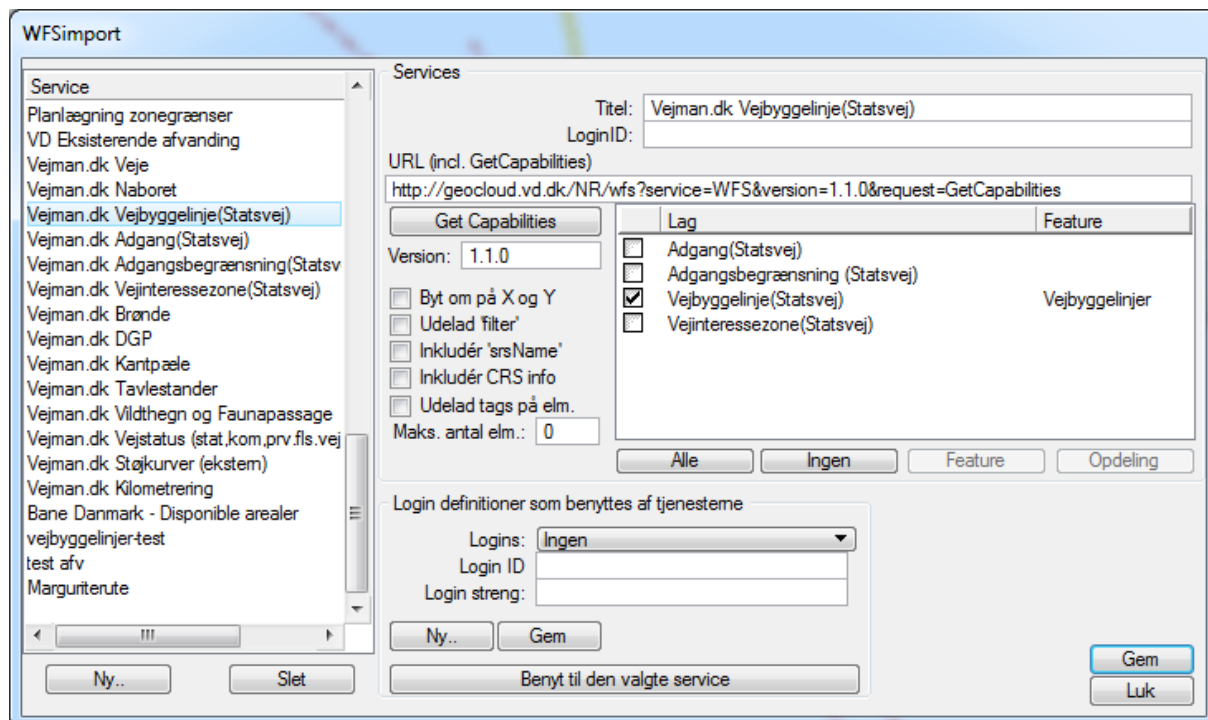 WFSimport
Service
Planlægning zonegrænser
VD Eksisterende afvanding
Vejman.dk Veje
Vejman.dk Naboret
Vejman.dk Vejbyggelinje(Statsvej)
Vejman.dk Adgang(Statsvej)
Vejman.dk Adgangsbegrænsning(Statsv
Vejman.dk Vejinteressezone(Statsvej)
Vejman.dk Brønde
Vejman.dk DGP
Vejman.dk Kantpæle
Vejman.dk Tavlestander
Vejman.dk Vildthegn og Faunapassage
Vejman.dk Vejstatus (stat,kom,prv.fls.vej
Vejman.dk Støjkurver (ekstern)
Vejman.dk Kilometrering
Bane Danmark - Disponible arealer
vejbyggelinjer-test
test afv
Marguriterute
Ny..
Slet
Services
Titel: Vejman.dk Vejbyggelinje(Statsvej)
LoginID:
URL (incl. GetCapabilities)
http://geocloud.vd.dk/NR/wfs?service=WFS&version=1.1.0&request=GetCapabilities
Get Capabilities
Version: 1.1.0
Byt om på X og Y
Udelad 'filter'
Inkludér 'srsName'
Inkludér CRS info
Udelad tags på elm.
Maks. antal elm.: 0
Lag Feature
Adgang(Statsvej)
Adgangsbegrænsning (Statsvej)
Vejbyggelinje(Statsvej) Vejbyggelinjer
Vejinteressezone(Statsvej)
Alle
Ingen
Feature
Opdeling
Login definitioner som benyttes af tjenesterne
Logins: Ingen
Login ID
Login streng:
Ny..
Gem
Benyt til den valgte service
Gem
Luk